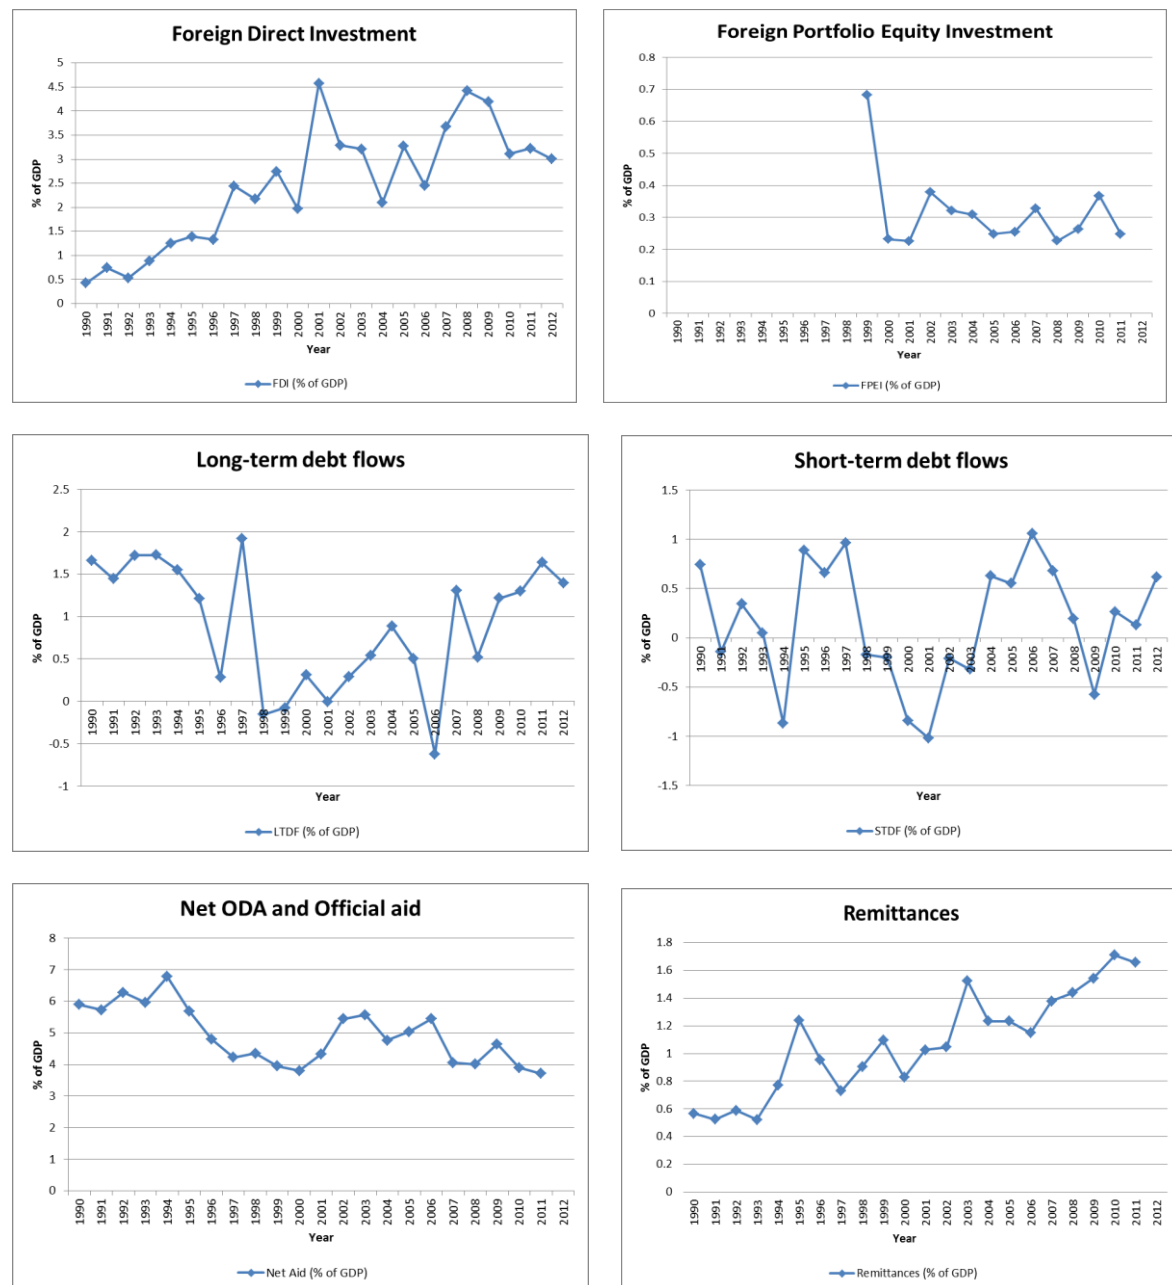 Foreign Direct Investment
5
4.5
4
3.5
3
2.5
2
1.5
1
0.5
0
% of GDP
1990 1991 1992 1993 1994 1995 1996 1997 1998 1999 2000 2001 2002 2003 2004 2005 2006 2007 2008 2009 2010 2011 2012
Year
FDI (% of GDP)
Foreign Portfolio Equity Investment
0.8
0.7
0.6
0.5
0.4
0.3
0.2
0.1
0
% of GDP
1990 1991 1992 1993 1994 1995 1996 1997 1998 1999 2000 2001 2002 2003 2004 2005 2006 2007 2008 2009 2010 2011 2012
Year
FPEI (% of GDP)
Long-term debt flows
2.5
2
1.5
1
0.5
0
-0.5
-1
% of GDP
1990 1991 1992 1993 1994 1995 1996 1997 1998 1999 2000 2001 2002 2003 2004 2005 2006 2007 2008 2009 2010 2011 2012
Year
LTDF (% of GDP)
Short-term debt flows
1.5
1
0.5
0
-0.5
-1
-1.5
% of GDP
1990 1991 1992 1993 1994 1995 1996 1997 1998 1999 2000 2001 2002 2003 2004 2005 2006 2007 2008 2009 2010 2011 2012
Year
STDF (% of GDP)
Net ODA and Official aid
8
7
6
5
4
3
2
1
0
% of GDP
1990 1991 1992 1993 1994 1995 1996 1997 1998 1999 2000 2001 2002 2003 2004 2005 2006 2007 2008 2009 2010 2011 2012
Year
Net Aid (% of GDP)
Remittances
1.8
1.6
1.4
1.2
1
0.8
0.6
0.4
0.2
0
% of GDP
1990 1991 1992 1993 1994 1995 1996 1997 1998 1999 2000 2001 2002 2003 2004 2005 2006 2007 2008 2009 2010 2011 2012
Year
Remittances (% of GDP)